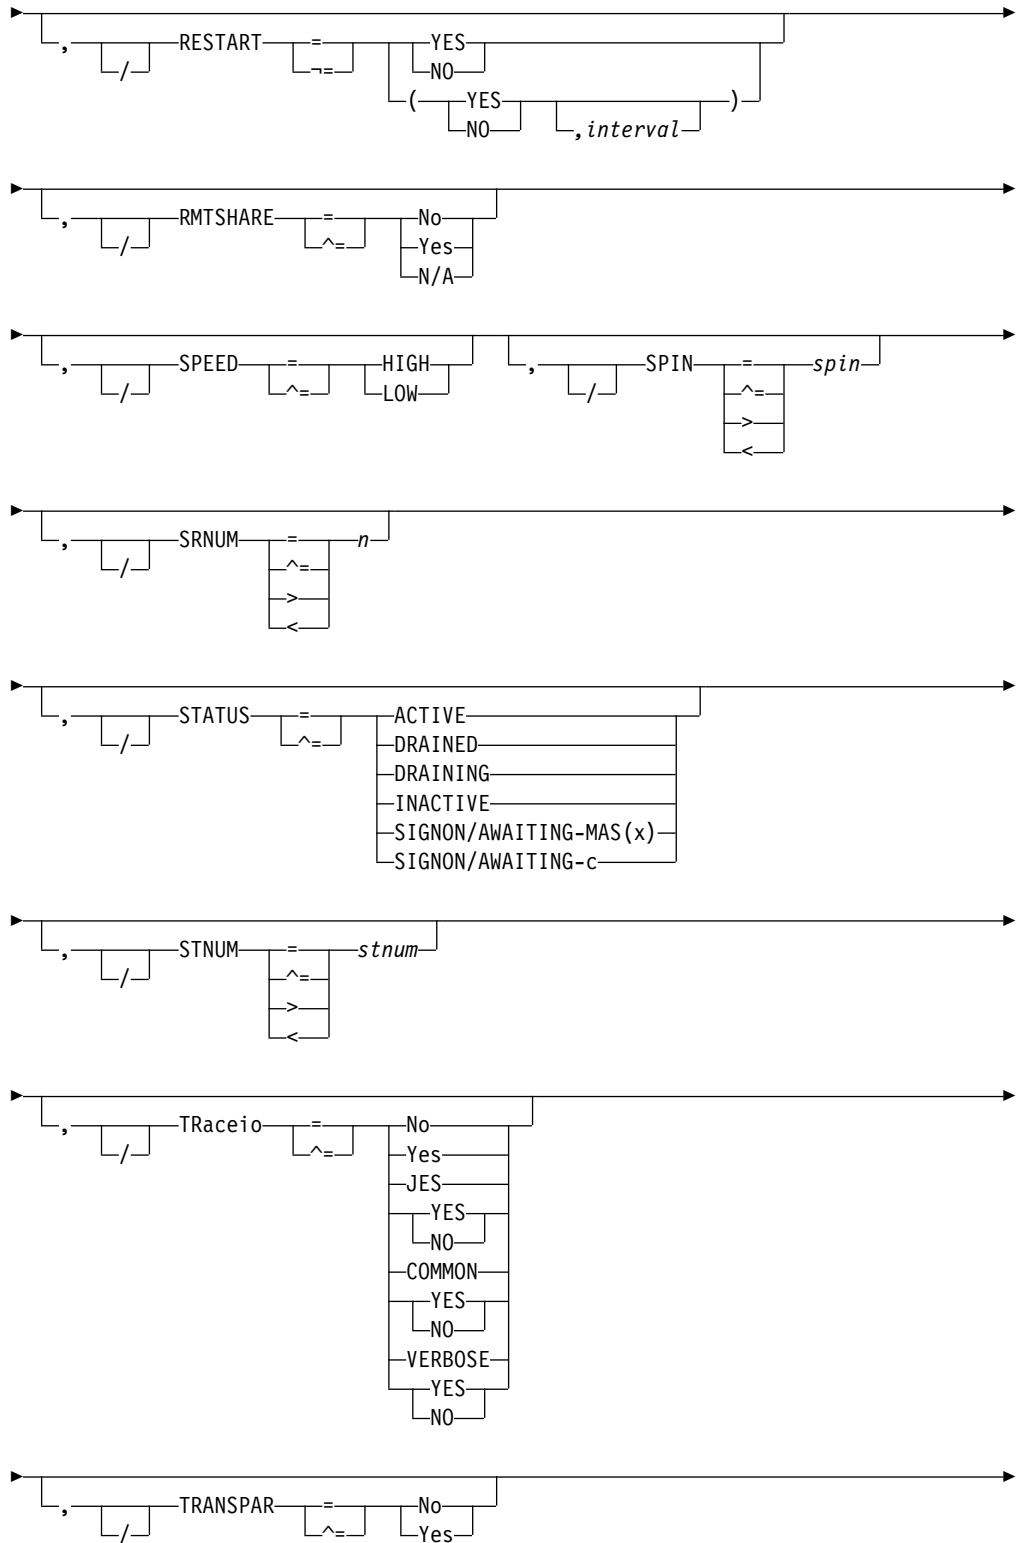 , / RESTART = YES
¬= NO
( YES )
NO ,interval
, / RMTSHARE = No
^= Yes
N/A
, / SPEED = HIGH , / SPIN = spin
^= LOW ^=
>
<
, / SRNUM = n
^=
>
<
, / STATUS = ACTIVE
^= DRAINED
DRAINING
INACTIVE
SIGNON/AWAITING-MAS(x)
SIGNON/AWAITING-c
, / STNUM = stnum
^=
>
<
, / TRaceio = No
^= Yes
JES
YES
NO
COMMON
YES
NO
VERBOSE
YES
NO
, / TRANSPAR = No
^= Yes